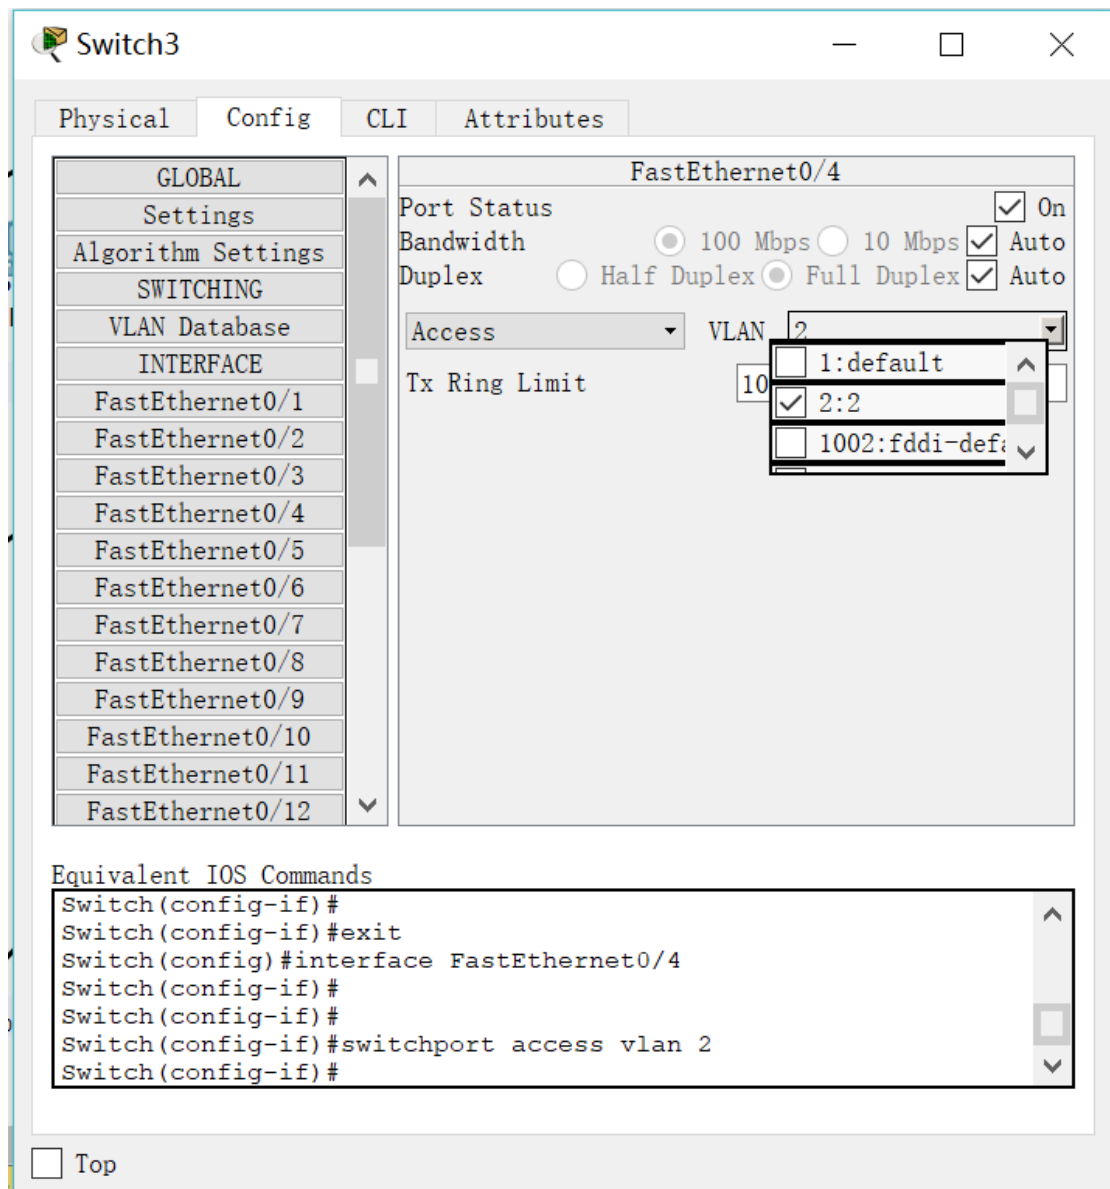 Switch3
Physical Config CLI Attributes
GLOBAL
Settings
Algorithm Settings
SWITCHING
VLAN Database
INTERFACE
FastEthernet0/1
FastEthernet0/2
FastEthernet0/3
FastEthernet0/4
FastEthernet0/5
FastEthernet0/6
FastEthernet0/7
FastEthernet0/8
FastEthernet0/9
FastEthernet0/10
FastEthernet0/11
FastEthernet0/12
FastEthernet0/4
Port Status On
Bandwidth 100 Mbps 10 Mbps Auto
Duplex Half Duplex Full Duplex Auto
Access VLAN 2
1:default
Tx Ring Limit 10
2:2
1002:fddi-defa
Equivalent IOS Commands
Switch(config-if)#
Switch(config-if)#exit
Switch(config)#interface FastEthernet0/4
Switch(config-if)#
Switch(config-if)#
Switch(config-if)#switchport access vlan 2
Switch(config-if)#
Top